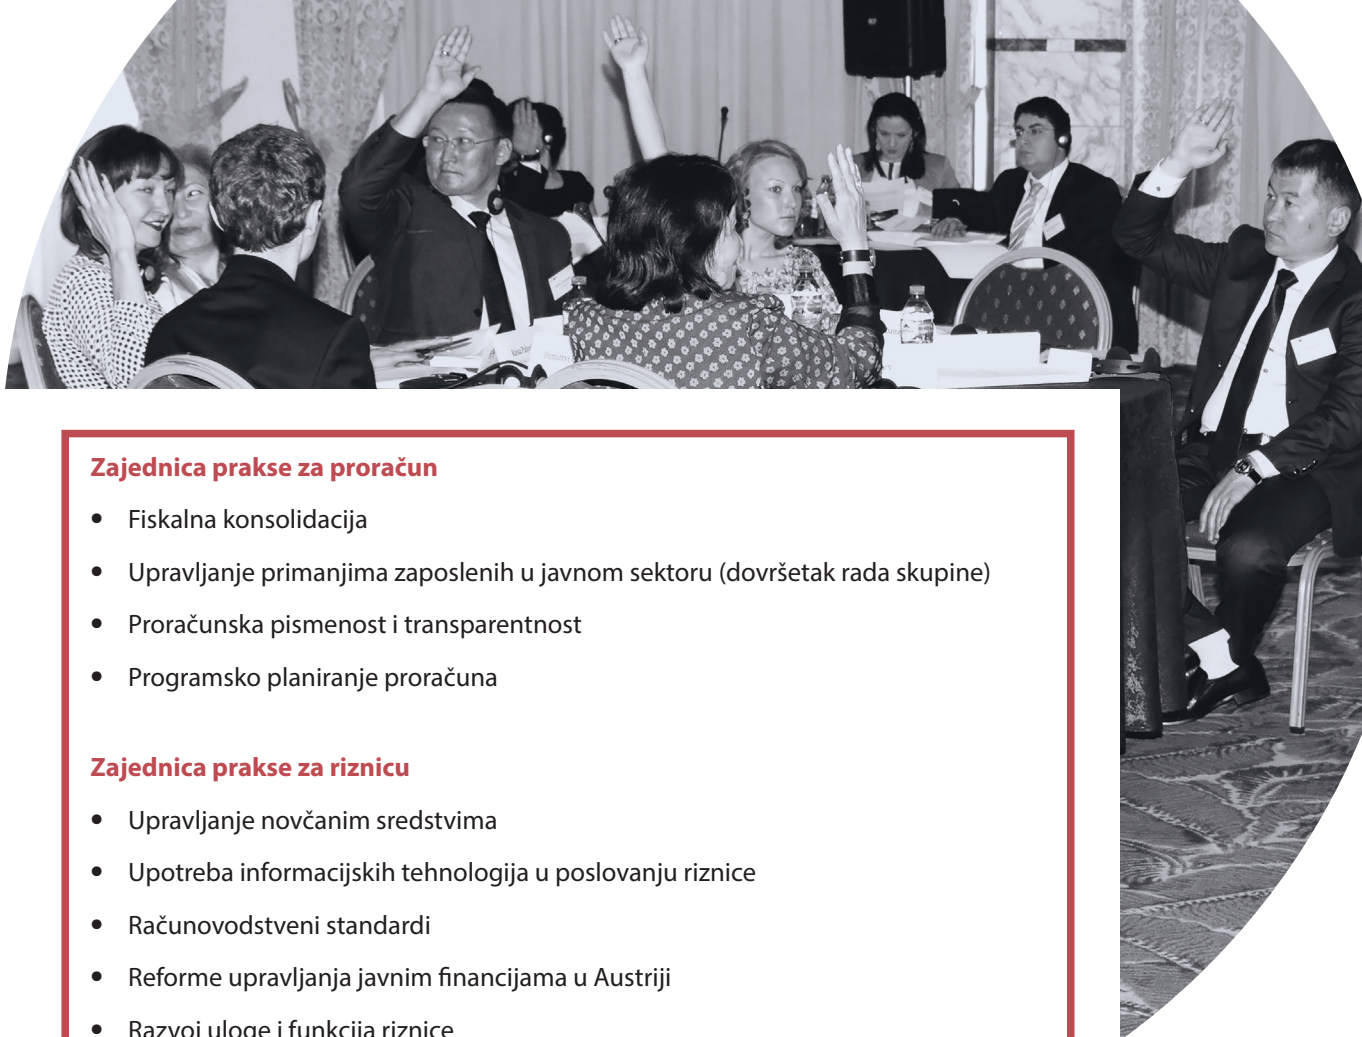 Zajednica prakse za proračun
• Fiskalna konsolidacija
• Upravljanje primanjima zaposlenih u javnom sektoru (dovršetak rada skupine)
• Proračunska pismenost i transparentnost
• Programsko planiranje proračuna
Zajednica prakse za riznicu
• Upravljanje novčanim sredstvima
• Upotreba informacijskih tehnologija u poslovanju riznice
• Računovodstveni standardi
• Reforme upravljanja javnim financijama u Austriji
• Razvoj uloge i funkcija riznice